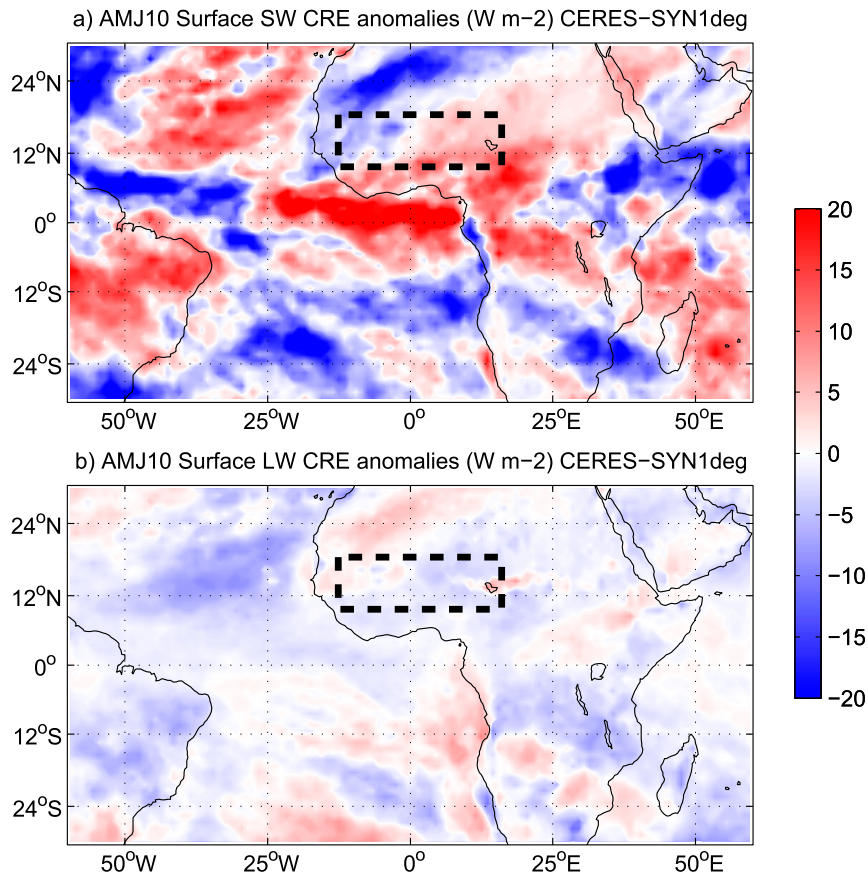 a) AMJ10 Surface SW CRE anomalies (W m−2) CERES−SYN1deg
24°N
12°N
0°
12°S
24°S
50°W 25°W 0° 25°E 50°E
20
15
10
5
0
−5
−10
−15
−20
b) AMJ10 Surface LW CRE anomalies (W m−2) CERES−SYN1deg
24°N
12°N
0°
12°S
24°S
50°W 25°W 0° 25°E 50°E